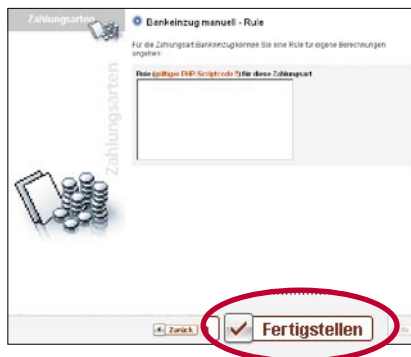 Zahlungsarten
Bankeinzug manuell - Rule
Für die Zahlungsart Bankeinzug können Sie eine Rule für eigene Berechnungen
angeben:
Rule (gültiger PHP-Scriptcode !) für diese Zahlungsart
Zahlungsarten
Zurück
Fertigstellen